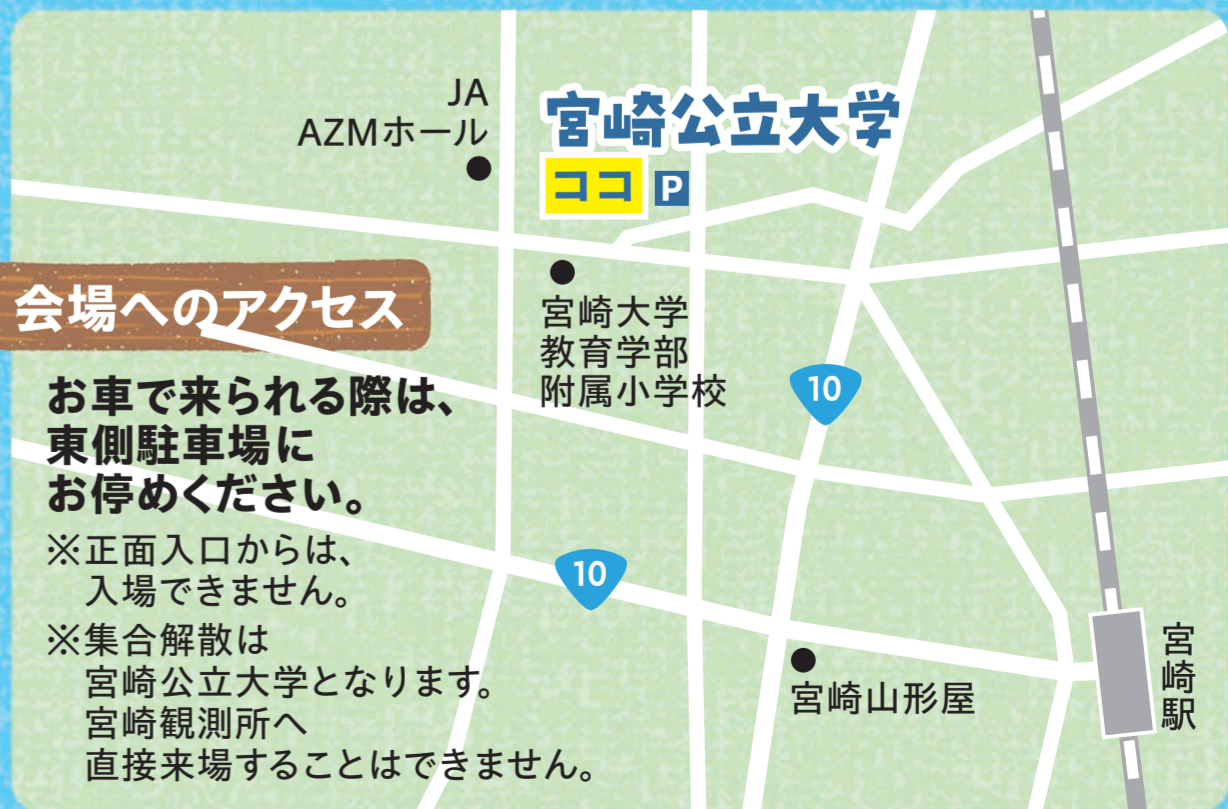 JA
AZMホール
宮崎公立大学
ココ P
会場へのアクセス
宮崎大学
教育学部
附属小学校
10
お車で来られる際は、
東側駐車場に
お停めください。
※正面入口からは、
入場できません。
※集合解散は
宮崎公立大学となります。
宮崎観測所へ
直接来場することはできません。
10
宮崎山形屋
宮崎駅